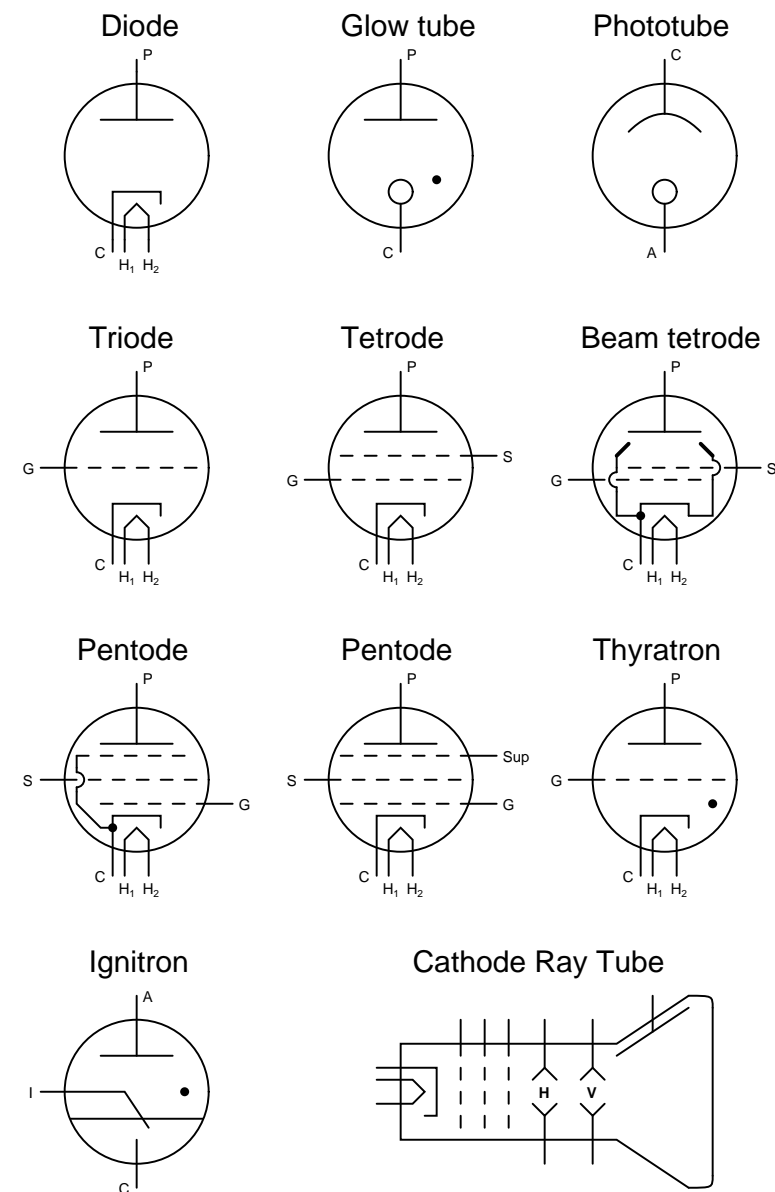 Diode Glow tube Phototube
P P C
C H₁ H₂ C A
Triode Tetrode Beam tetrode
P P P
G G S G S
C H₁ H₂ C H₁ H₂ C H₁ H₂
Pentode Pentode Thyratron
P P P
S G S Sup G G
C H₁ H₂ C H₁ H₂ C H₁ H₂
Ignitron Cathode Ray Tube
A
I H V
C